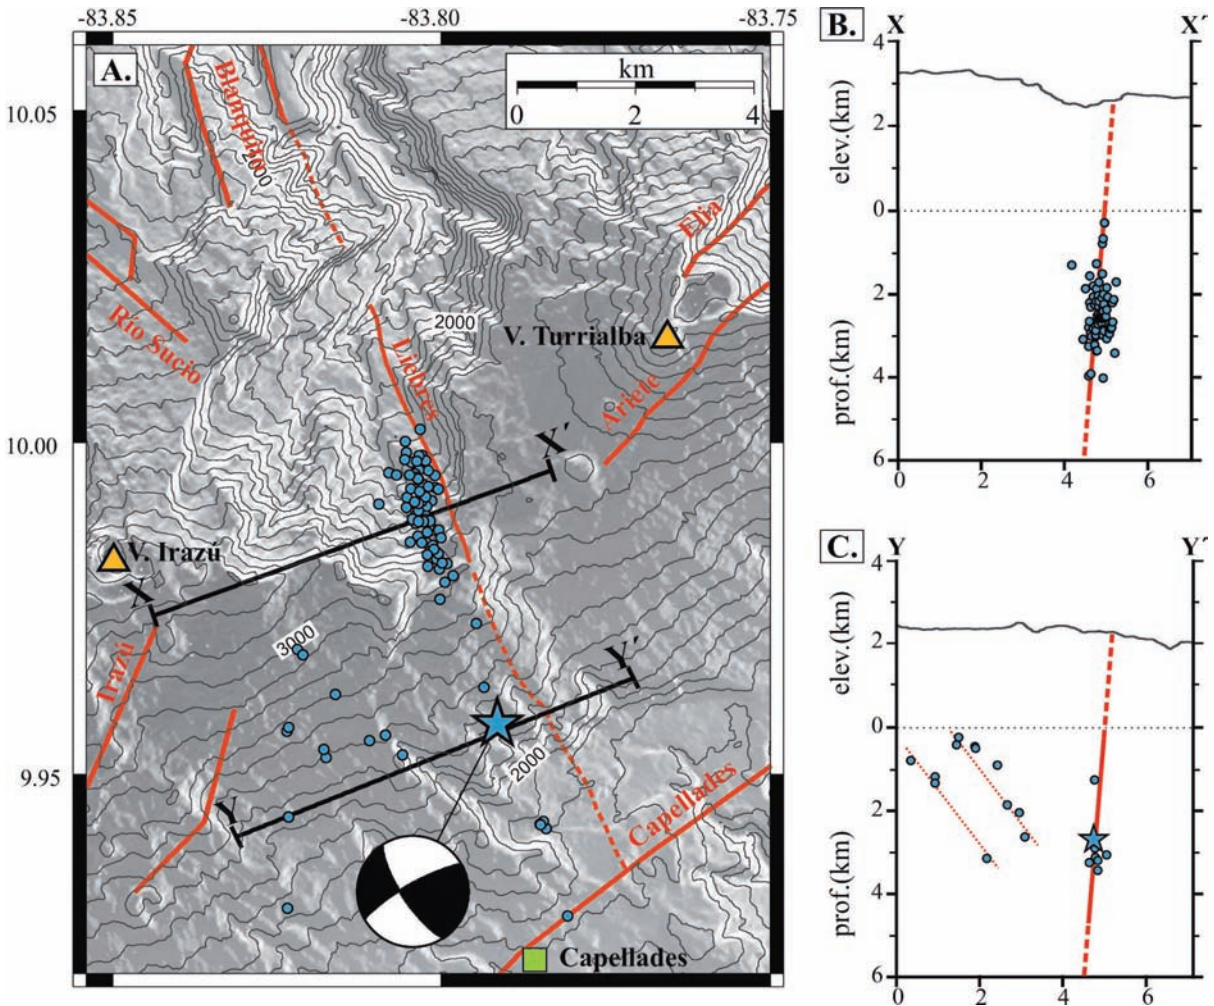 -83.85
-83.80
-83.75
10.05
10.00
9.95
A.
km
0
2
4
Blanquito
2000
Elia
Río Sucio
2000
V. Turrialba
Liebres
Ariete
X´
V. Irazú
X
3000
Irazú
Y´
2000
Y
Capellades
Capellades
B.
X
X´
4
elev.(km)
2
0
2
prof.(km)
4
6
0
2
4
6
C.
Y
Y´
4
elev.(km)
2
0
2
prof.(km)
4
6
0
2
4
6